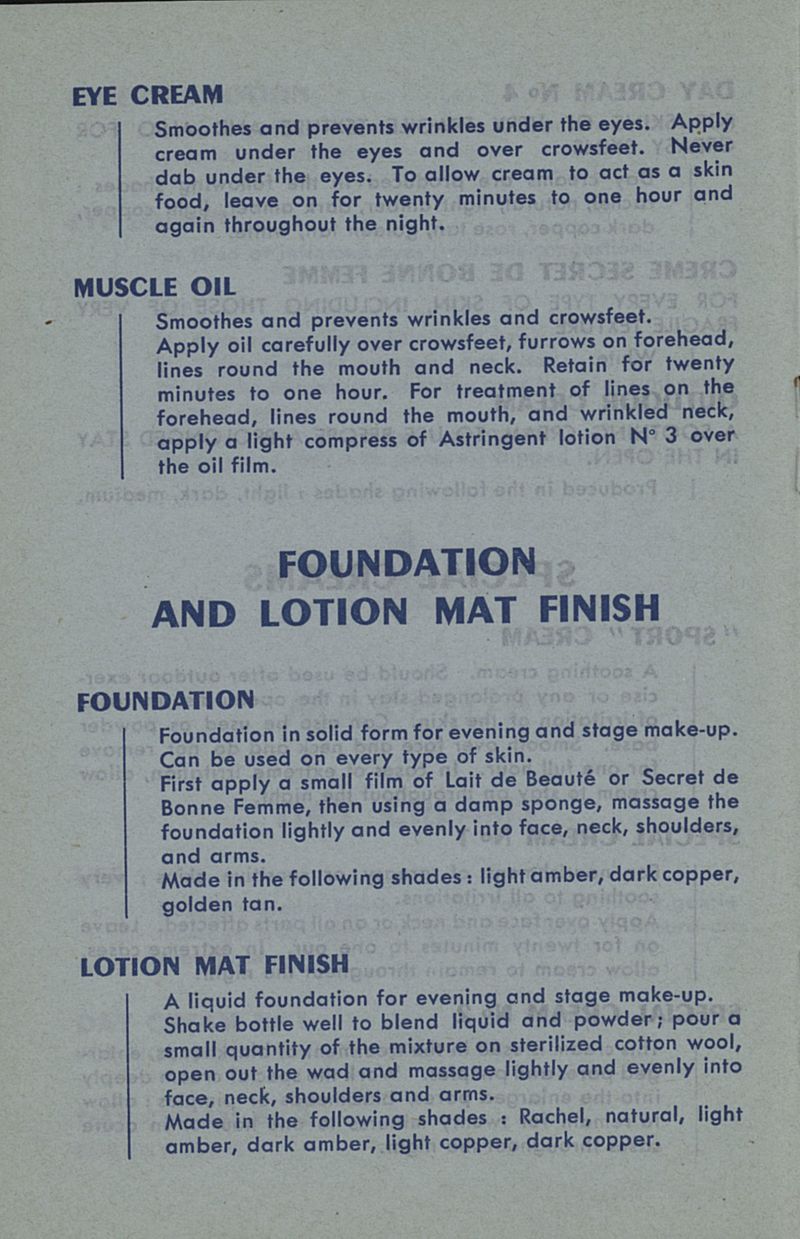 EYE CREAM
Smoothes and prevents wrinkles under the eyes. Apply
cream under the eyes and over crowsfeet. Never
dab under the eyes. To allow cream to act as a skin
food, leave on for twenty minutes to one hour and
again throughout the night.
MUSCLE OIL
Smoothes and prevents wrinkles and crowsfeet.
Apply oil carefully over crowsfeet, furrows on forehead,
lines round the mouth and neck. Retain for twenty
minutes to one hour. For treatment of lines on the
forehead, lines round the mouth, and wrinkled neck,
apply a light compress of Astringent lotion N° 3 over
the oil film.
FOUNDATION
AND LOTION MAT FINISH
FOUNDATION
Foundation in solid form for evening and stage make-up.
Can be used on every type of skin.
First apply a small film of Lait de Beauté or Secret de
Bonne Femme, then using a damp sponge, massage the
foundation lightly and evenly into face, neck, shoulders,
and arms.
Made in the following shades : light amber, dark copper,
golden tan.
LOTION MAT FINISH
A liquid foundation for evening and stage make-up.
Shake bottle well to blend liquid and powder ; pour a
small quantity of the mixture on sterilized cotton wool,
open out the wad and massage lightly and evenly into
face, neck, shoulders and arms.
Made in the following shades : Rachel, natural, light
amber, dark amber, light copper, dark copper.